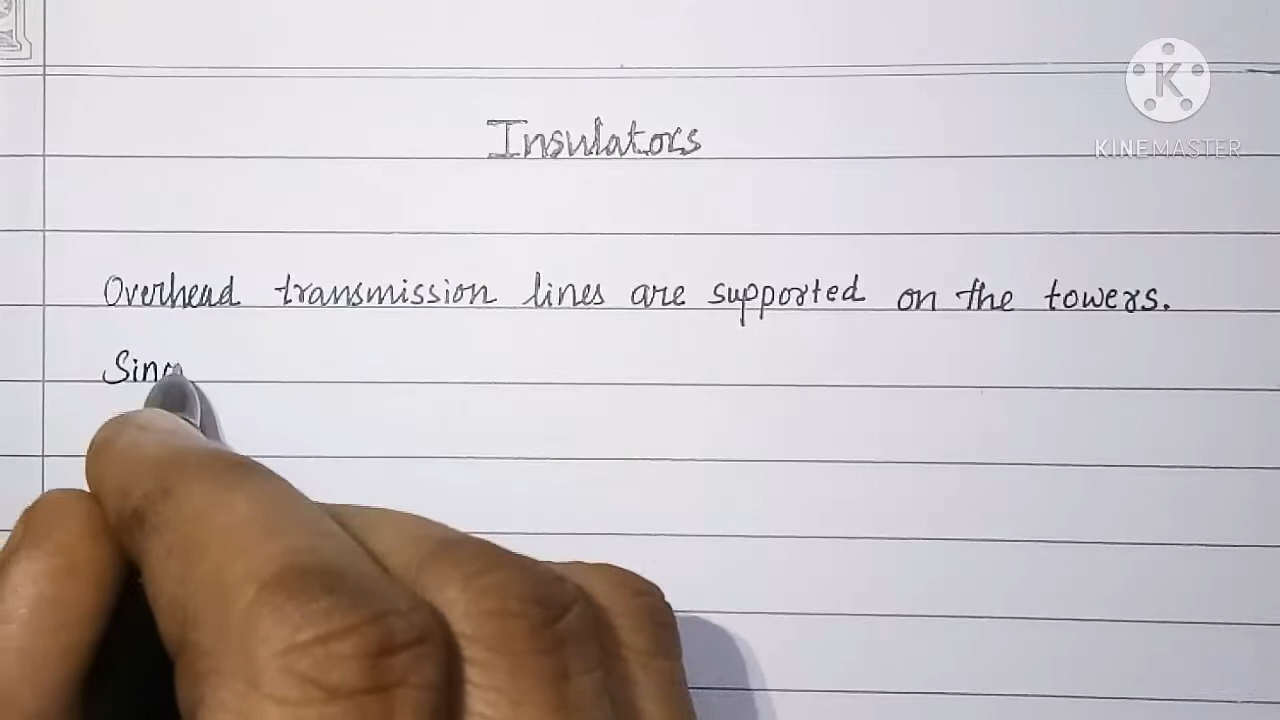 K
KINEMASTER
Insulators
Overhead transmission lines are supported on the towers.